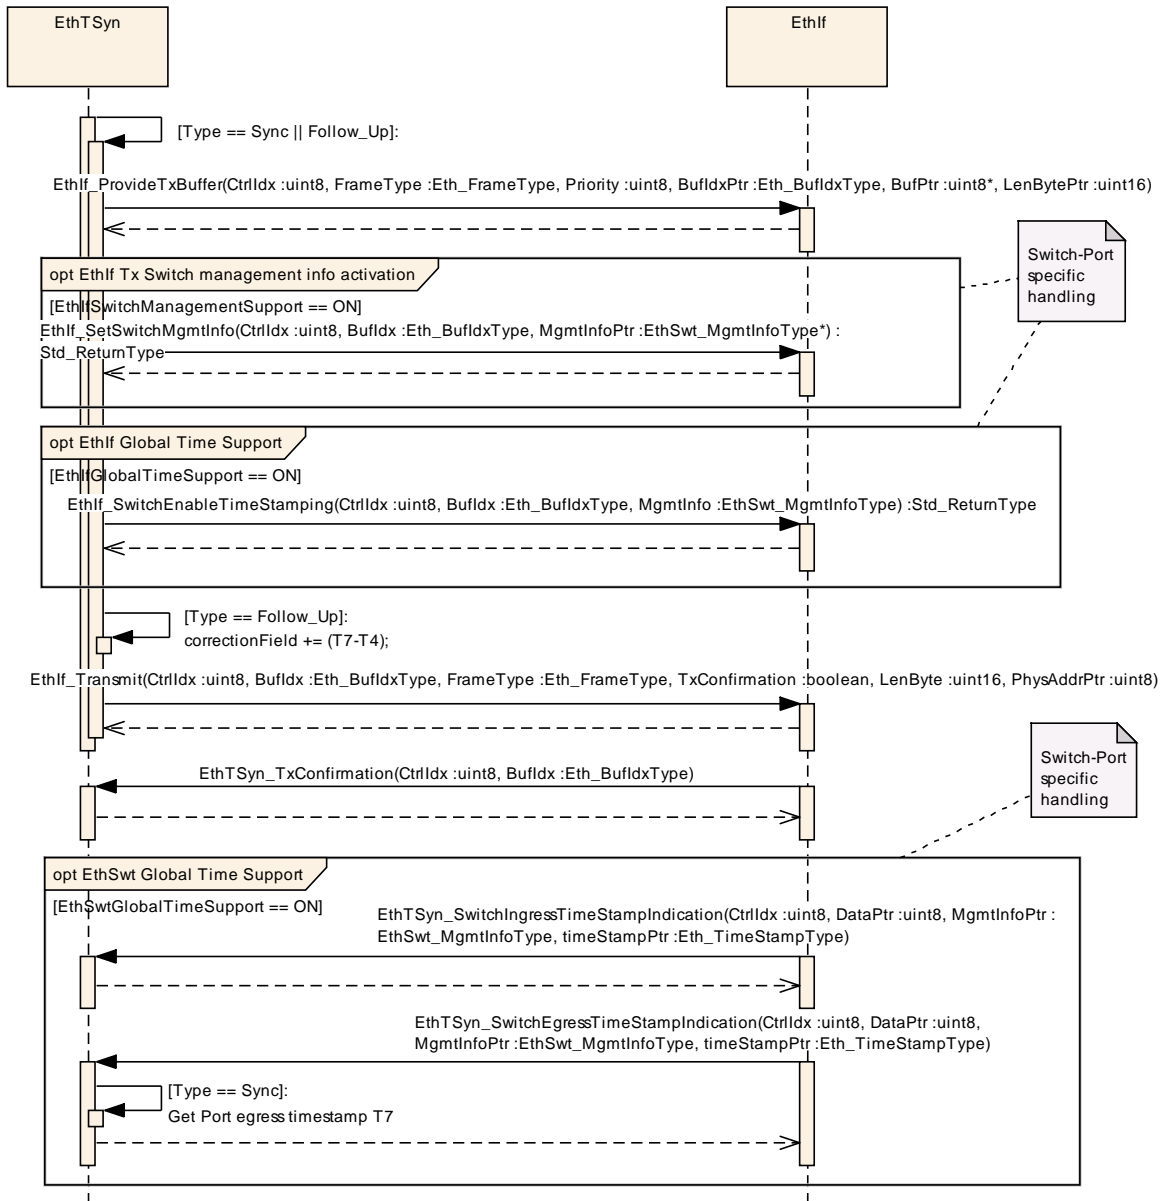 EthTSyn
EthIf
[Type == Sync || Follow_Up]:
EthIf_ProvideTxBuffer(CtrlIdx :uint8, FrameType :Eth_FrameType, Priority :uint8, BufIdxPtr :Eth_BufIdxType, BufPtr :uint8*, LenBytePtr :uint16)
Switch-Port
specific
handling
opt EthIf Tx Switch management info activation
[EthIfSwitchManagementSupport == ON]
EthIf_SetSwitchMgmtInfo(CtrlIdx :uint8, BufIdx :Eth_BufIdxType, MgmtInfoPtr :EthSwt_MgmtInfoType*) :
Std_ReturnType
opt EthIf Global Time Support
[EthIfGlobalTimeSupport == ON]
EthIf_SwitchEnableTimeStamping(CtrlIdx :uint8, BufIdx :Eth_BufIdxType, MgmtInfo :EthSwt_MgmtInfoType) :Std_ReturnType
[Type == Follow_Up]:
correctionField += (T7-T4);
EthIf_Transmit(CtrlIdx :uint8, BufIdx :Eth_BufIdxType, FrameType :Eth_FrameType, TxConfirmation :boolean, LenByte :uint16, PhysAddrPtr :uint8)
Switch-Port
specific
handling
EthTSyn_TxConfirmation(CtrlIdx :uint8, BufIdx :Eth_BufIdxType)
opt EthSwt Global Time Support
[EthSwtGlobalTimeSupport == ON]
EthTSyn_SwitchIngressTimeStampIndication(CtrlIdx :uint8, DataPtr :uint8, MgmtInfoPtr :
EthSwt_MgmtInfoType, timeStampPtr :Eth_TimeStampType)
EthTSyn_SwitchEgressTimeStampIndication(CtrlIdx :uint8, DataPtr :uint8,
MgmtInfoPtr :EthSwt_MgmtInfoType, timeStampPtr :Eth_TimeStampType)
[Type == Sync]:
Get Port egress timestamp T7